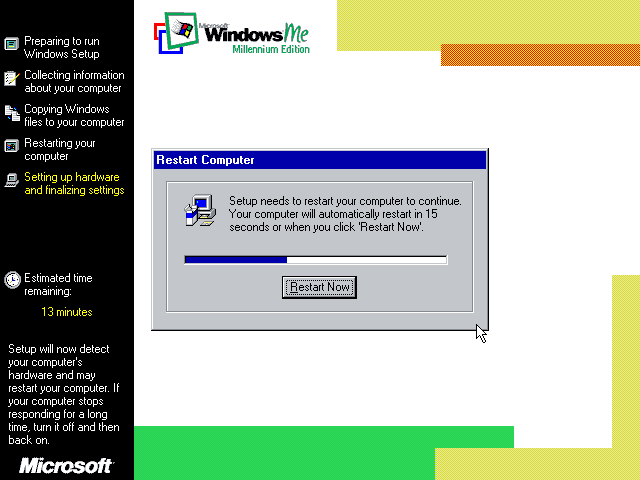 Preparing to run
Windows Setup
Collecting information
about your computer
Copying Windows
files to your computer
Restarting your
computer
Setting up hardware
and finalizing settings
Estimated time
remaining:
13 minutes
Setup will now detect
your computer's
hardware and may
restart your computer. If
your computer stops
responding for a long
time, turn it off and then
back on.
Microsoft
Microsoft
Windows Me
Millennium Edition
Restart Computer
Setup needs to restart your computer to continue.
Your computer will automatically restart in 15
seconds or when you click 'Restart Now'.
Restart Now